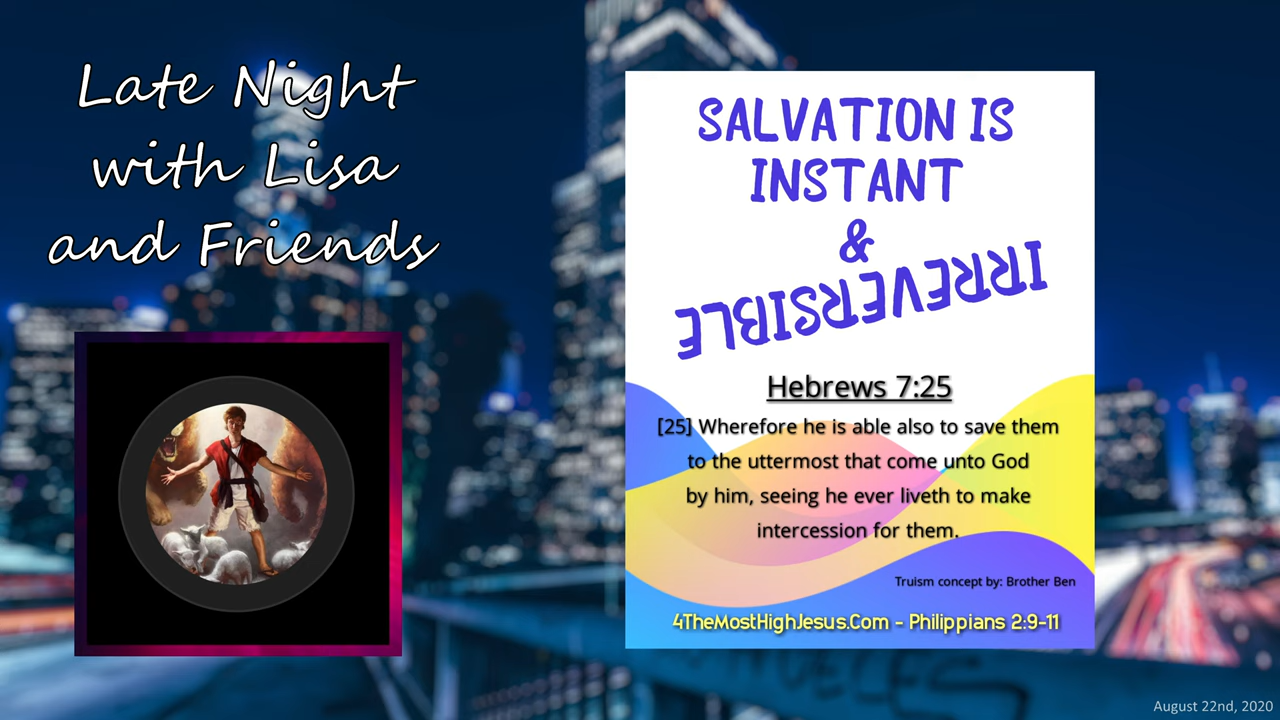 Late Night
with Lisa
and Friends
SALVATION IS
INSTANT
&
IRREVERSIBLE
Hebrews 7:25
[25] Wherefore he is able also to save them
to the uttermost that come unto God
by him, seeing he ever liveth to make
intercession for them.
Truism concept by: Brother Ben
4TheMostHighJesus.Com - Philippians 2:9-11
August 22nd, 2020